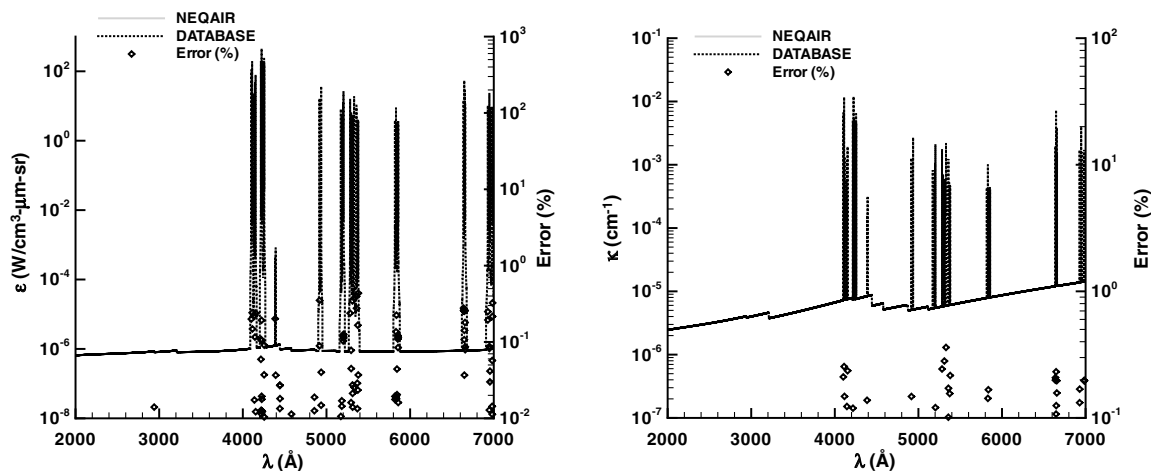 NEQAIR
DATABASE
Error (%)
10²
10⁰
10⁻²
10⁻⁴
10⁻⁶
10⁻⁸
ε (W/cm³-μm-sr)
10³
10²
10¹
10⁰
10⁻¹
10⁻²
Error (%)
2000 3000 4000 5000 6000 7000
λ (Å)
NEQAIR
DATABASE
Error (%)
10⁻¹
10⁻²
10⁻³
10⁻⁴
10⁻⁵
10⁻⁶
10⁻⁷
κ (cm⁻¹)
10²
10¹
10⁰
10⁻¹
Error (%)
2000 3000 4000 5000 6000 7000
λ (Å)